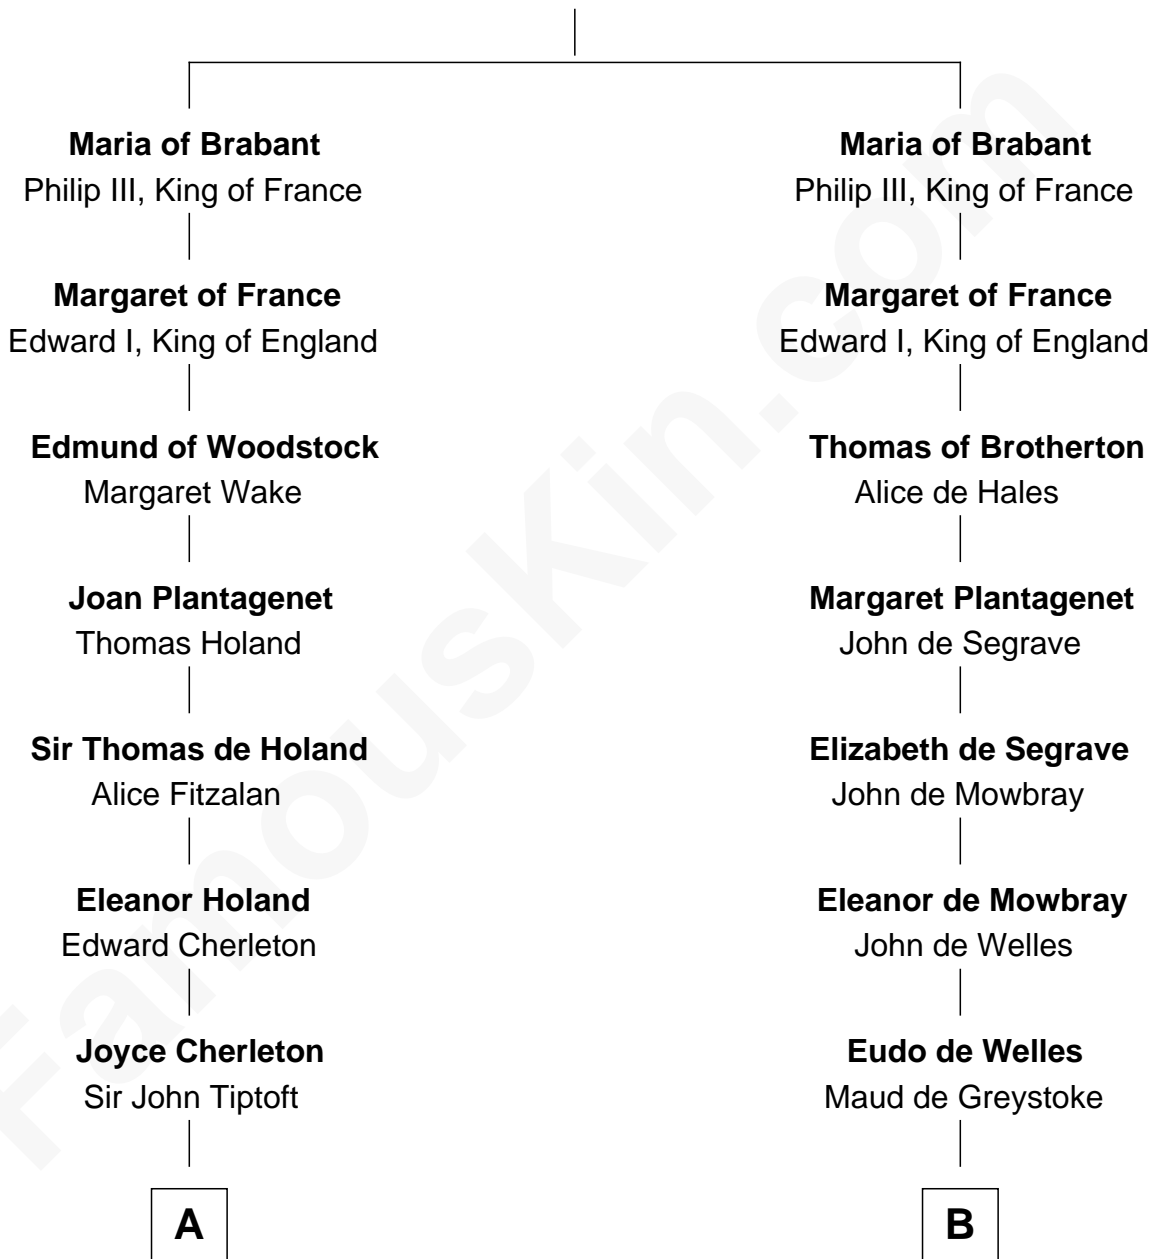 Maria of Brabant
Philip III, King of France
Margaret of France
Edward I, King of England
Edmund of Woodstock
Margaret Wake
Joan Plantagenet
Thomas Holand
Sir Thomas de Holand
Alice Fitzalan
Eleanor Holand
Edward Cherleton
Joyce Cherleton
Sir John Tiptoft
A
Maria of Brabant
Philip III, King of France
Margaret of France
Edward I, King of England
Thomas of Brotherton
Alice de Hales
Margaret Plantagenet
John de Segrave
Elizabeth de Segrave
John de Mowbray
Eleanor de Mowbray
John de Welles
Eudo de Welles
Maud de Greystoke
B
FamousKin.com